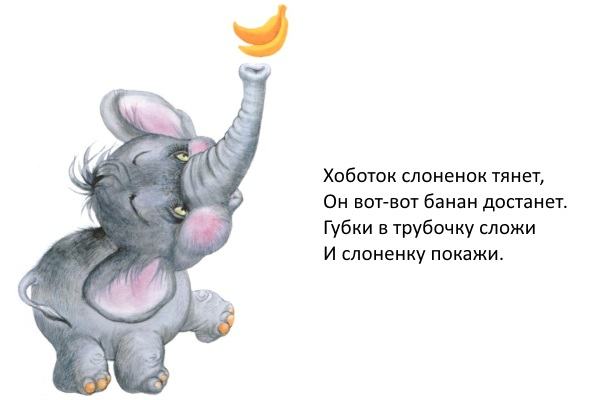 Хоботок слоненок тянет,
Он вот-вот банан достанет.
Губки в трубочку сложи
И слоненку покажи.